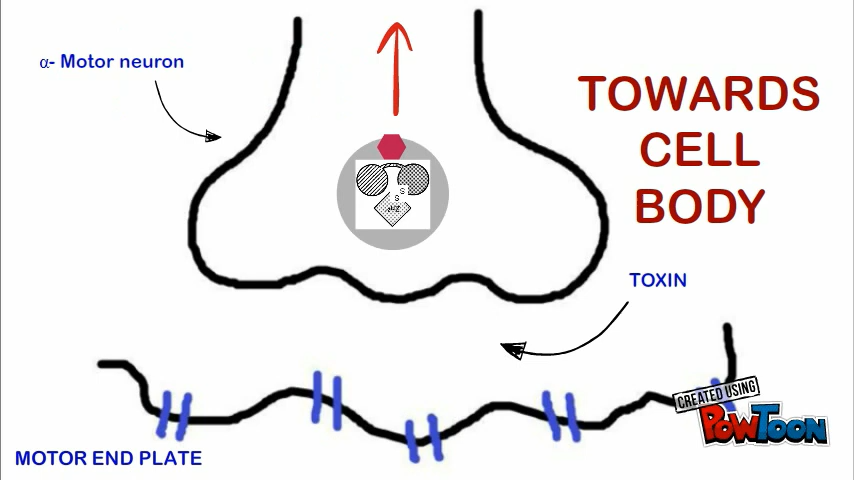 α- Motor neuron
TOWARDS
CELL
BODY
S
S
TOXIN
CREATED USING
POWTOON
MOTOR END PLATE